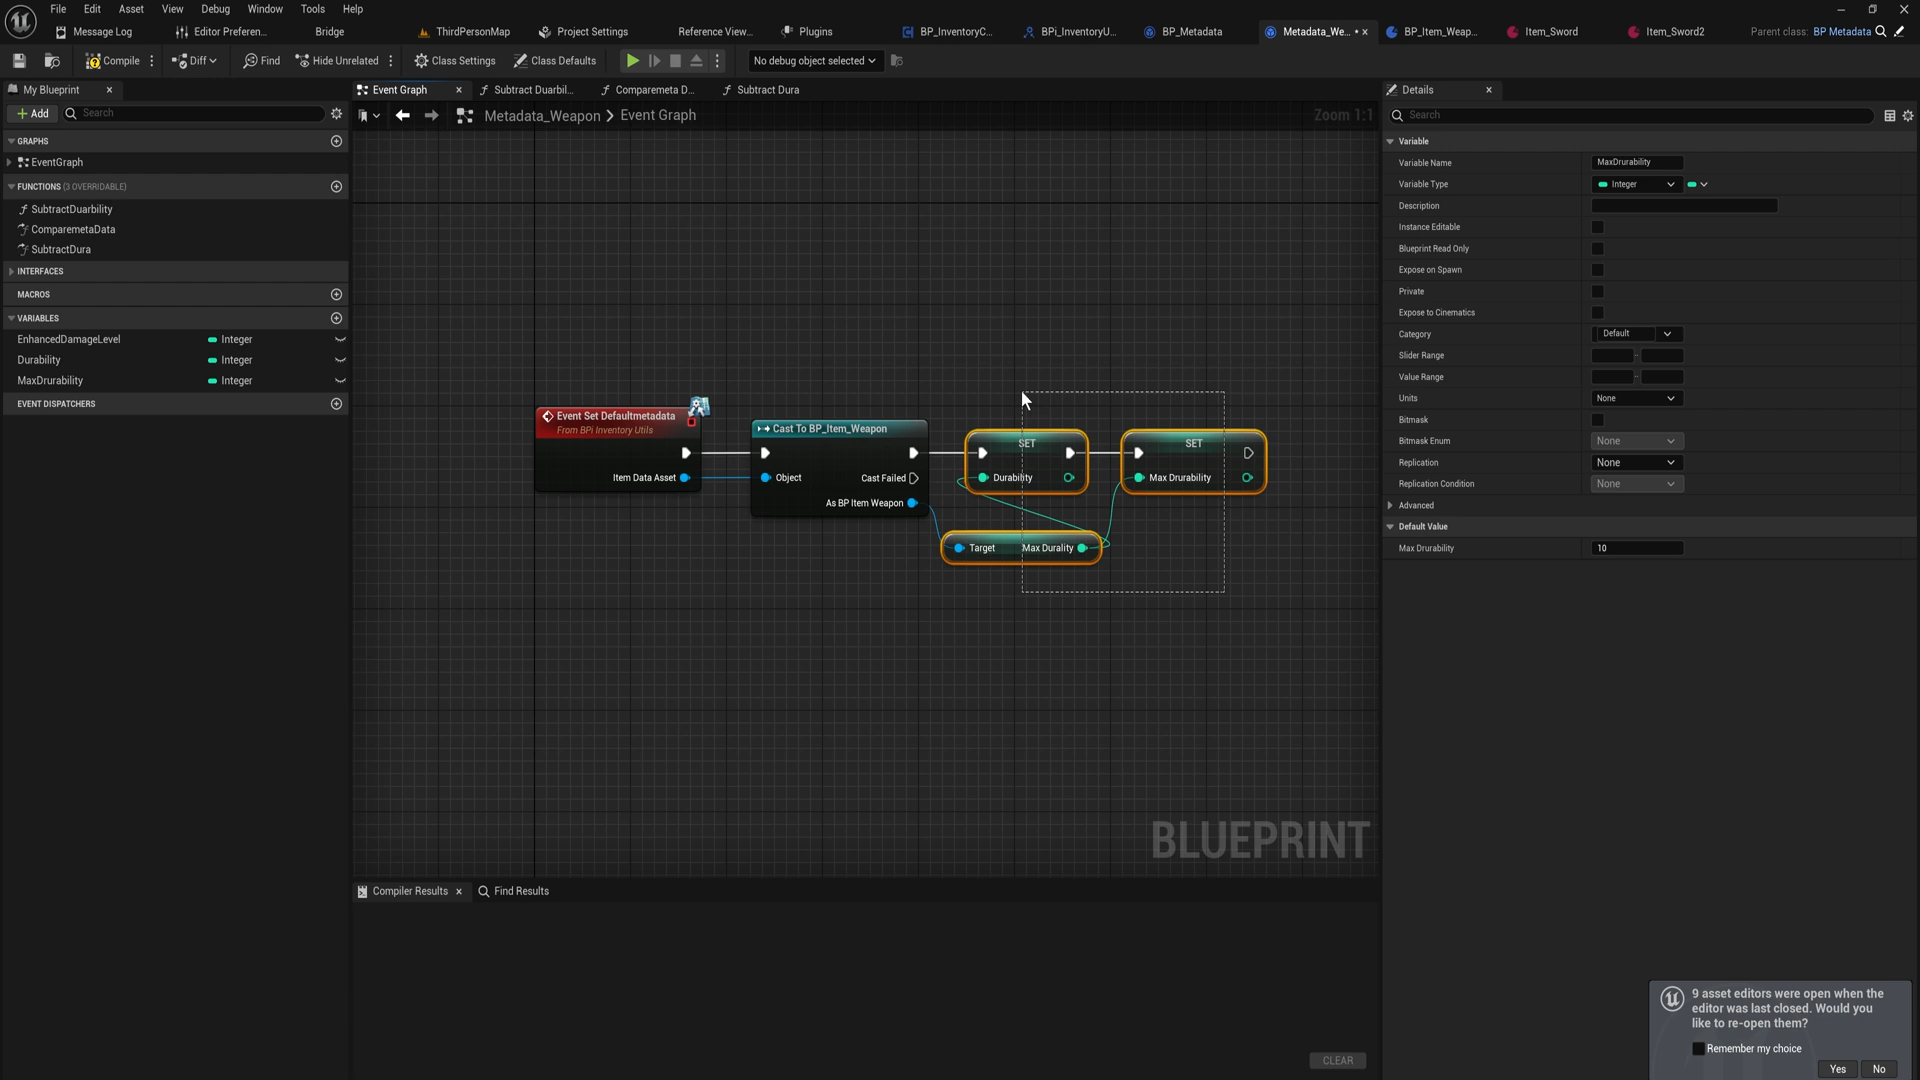 File Edit Asset View Debug Window Tools Help
Message Log Editor Preferen... Bridge ThirdPersonMap Project Settings Reference View... Plugins BP_InventoryC... BPi_InventoryU... BP_Metadata Metadata_We... • BP_Item_Weap... Item_Sword Item_Sword2 Parent class: BP Metadata
Compile Diff Find Hide Unrelated Class Settings Class Defaults No debug object selected
My Blueprint
Add Search
GRAPHS
EventGraph
FUNCTIONS (3 OVERRIDABLE)
SubtractDuarbility
ComparemetaData
SubtractDura
INTERFACES
MACROS
VARIABLES
EnhancedDamageLevel Integer
Durability Integer
MaxDrurability Integer
EVENT DISPATCHERS
Event Graph Subtract Duarbil... Comparemeta D... Subtract Dura
Metadata_Weapon > Event Graph Zoom 1:1
Event Set Defaultmetadata
From BPi Inventory Utils
Item Data Asset
Cast To BP_Item_Weapon
Object Cast Failed
As BP Item Weapon
SET
Durability
SET
Max Drurability
Target Max Durality
BLUEPRINT
Compiler Results Find Results
CLEAR
Details
Search
Variable
Variable Name MaxDrurability
Variable Type Integer
Description
Instance Editable
Blueprint Read Only
Expose on Spawn
Private
Expose to Cinematics
Category Default
Slider Range
Value Range
Units None
Bitmask
Bitmask Enum None
Replication None
Replication Condition None
Advanced
Default Value
Max Drurability 10
9 asset editors were open when the
editor was last closed. Would you
like to re-open them?
Remember my choice
Yes No